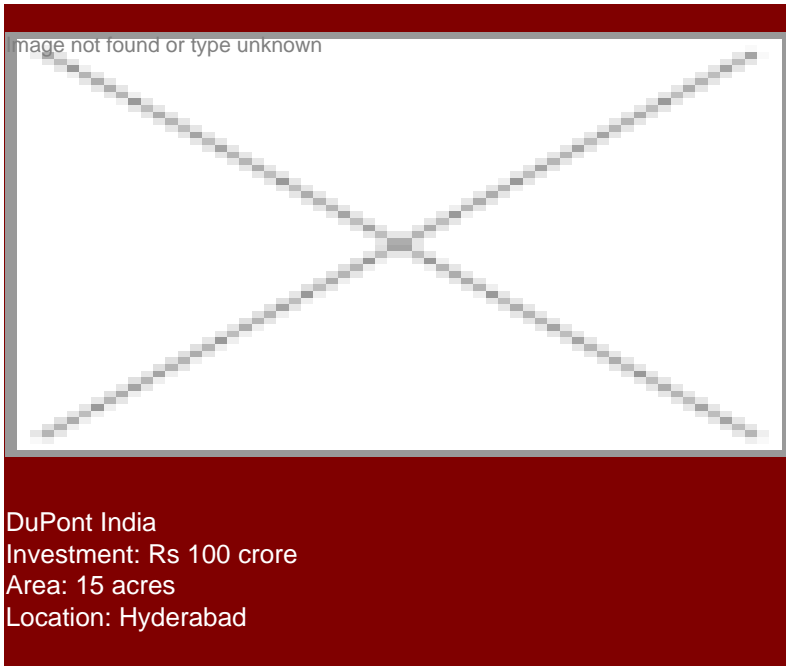 Image not found or type unknown
DuPont India
Investment: Rs 100 crore
Area: 15 acres
Location: Hyderabad